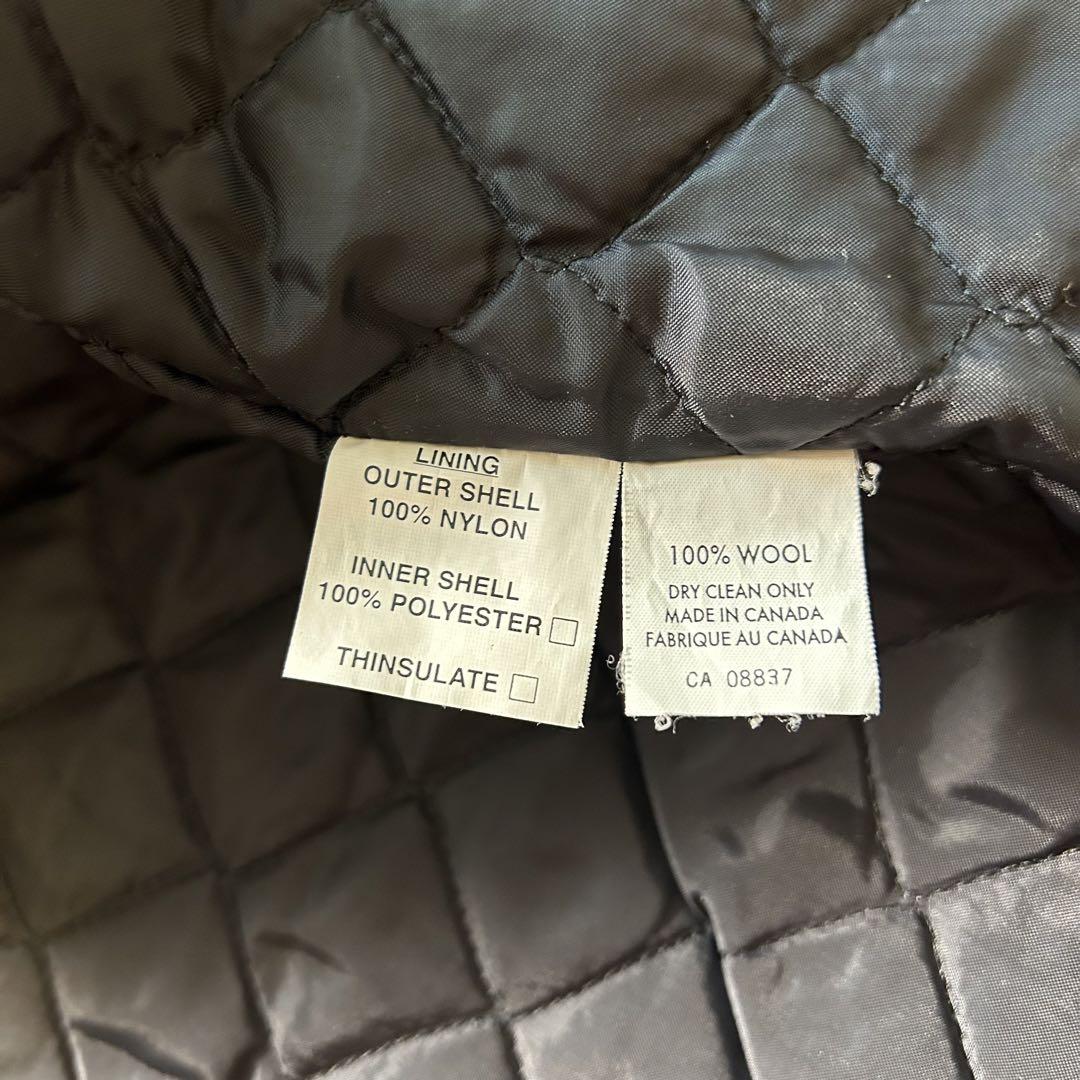 LINING
OUTER SHELL
100% NYLON
INNER SHELL
100% POLYESTER
THINSULATE
100% WOOL
DRY CLEAN ONLY
MADE IN CANADA
FABRIQUE AU CANADA
CA 08837